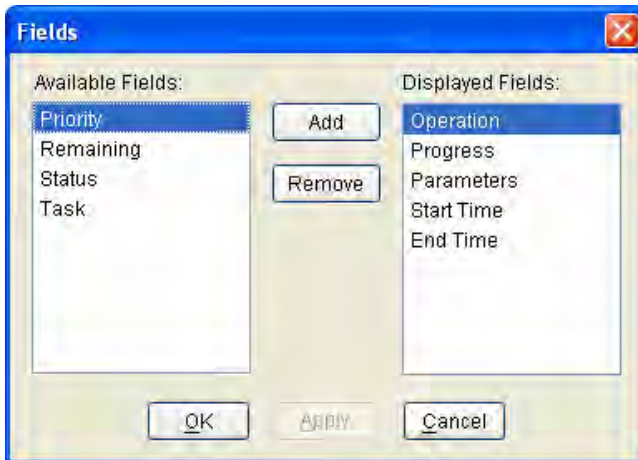 Fields
Available Fields:
Priority
Remaining
Status
Task
Add
Remove
Displayed Fields:
Operation
Progress
Parameters
Start Time
End Time
OK
Apply
Cancel